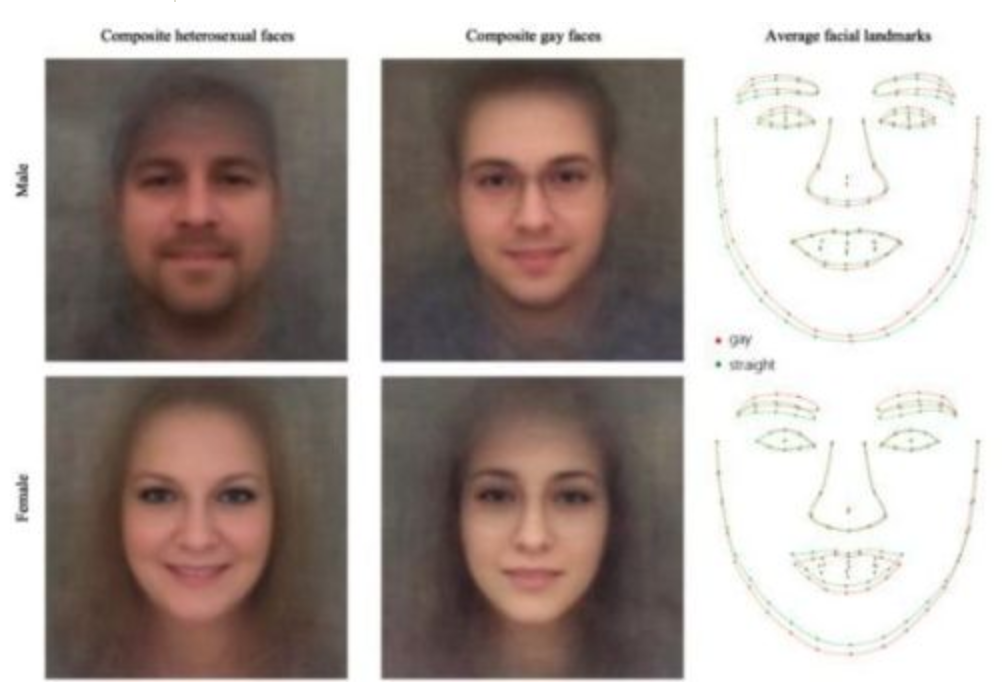 Composite heterosexual faces
Composite gay faces
Average facial landmarks
Male
gay
straight
Female